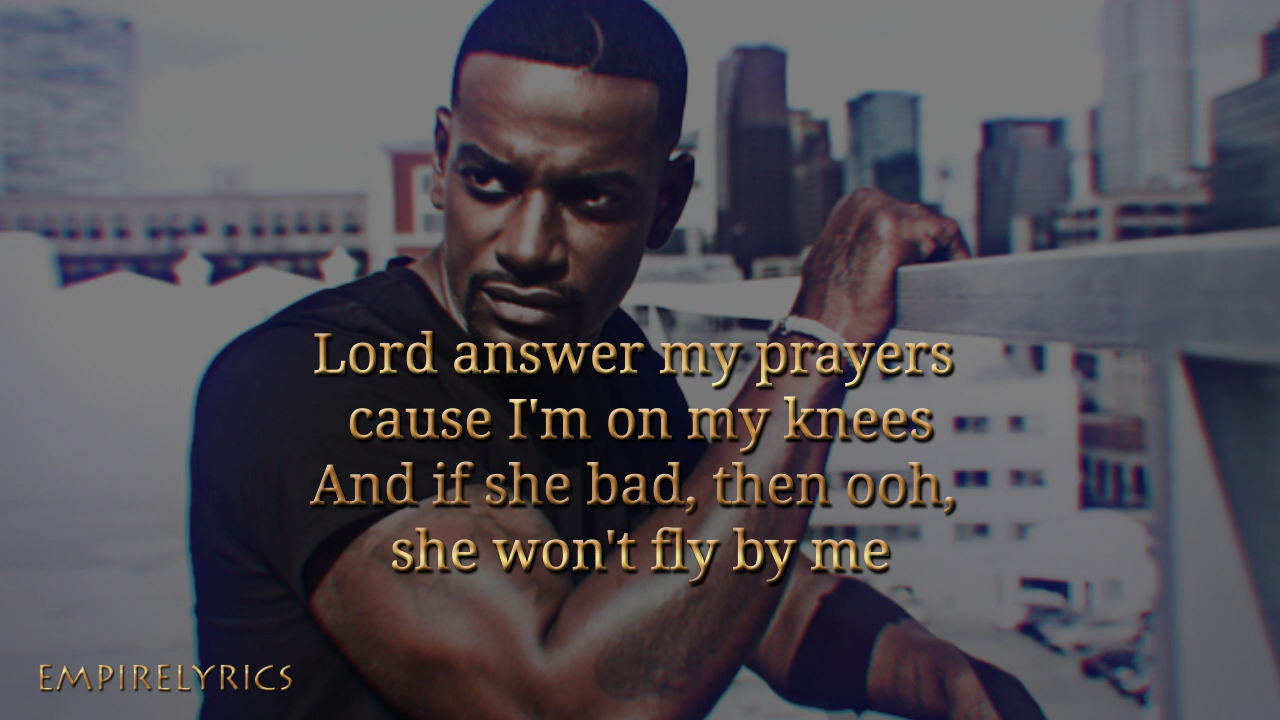 Lord answer my prayers
cause I'm on my knees
And if she bad, then ooh,
she won't fly by me
EMPIRELYRICS